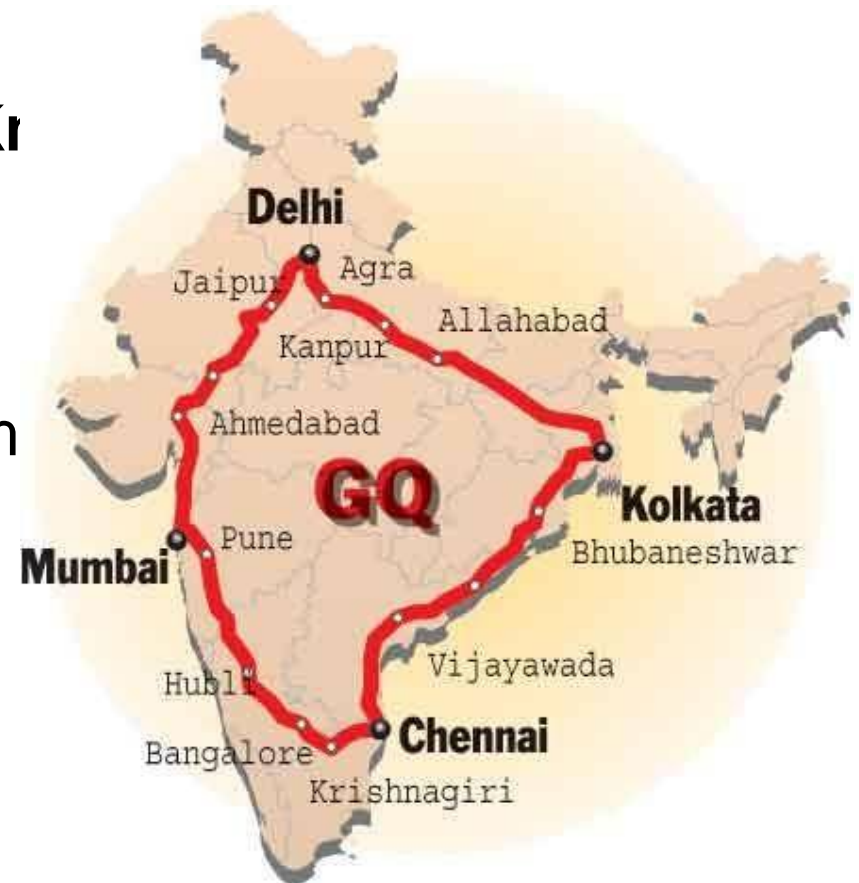 Delhi
Agra
Jaipur
Allahabad
Kanpur
Ahmedabad
GQ
Kolkata
Pune
Bhubaneshwar
Mumbai
Vijayawada
Hubli
Chennai
Bangalore
Krishnagiri